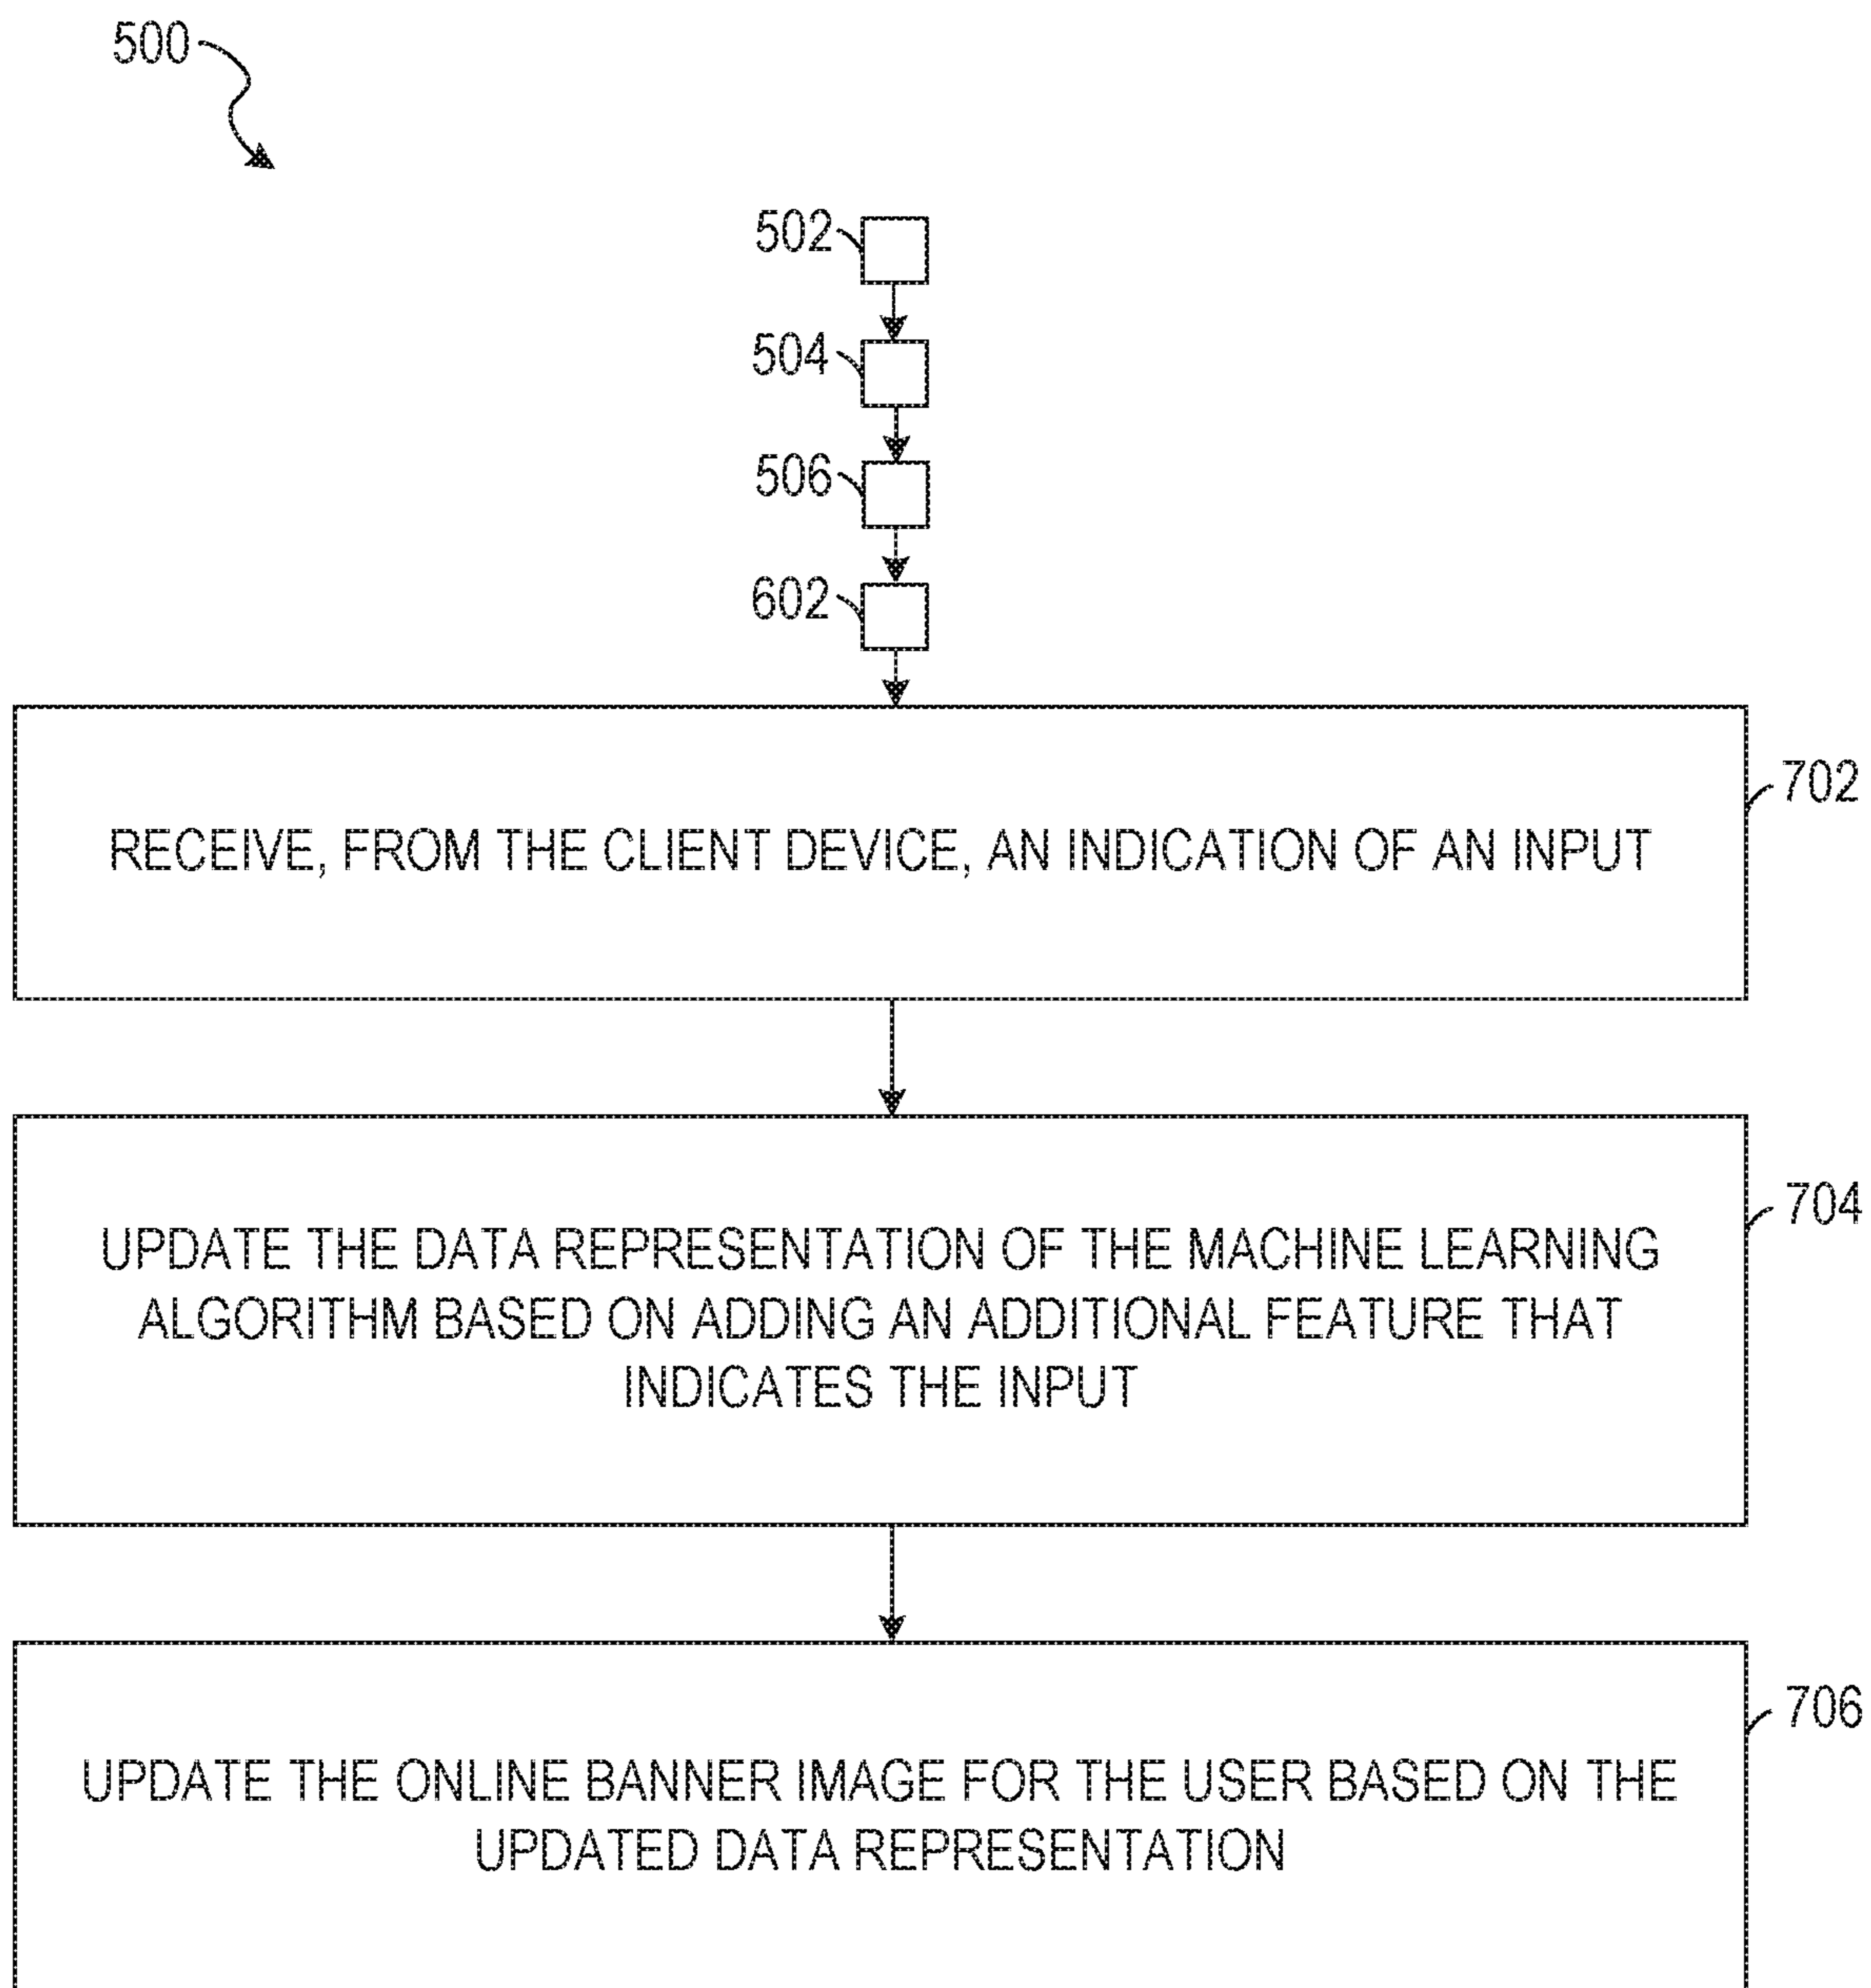 500
502
504
506
602
702
RECEIVE, FROM THE CLIENT DEVICE, AN INDICATION OF AN INPUT
704
UPDATE THE DATA REPRESENTATION OF THE MACHINE LEARNING
ALGORITHM BASED ON ADDING AN ADDITIONAL FEATURE THAT
INDICATES THE INPUT
706
UPDATE THE ONLINE BANNER IMAGE FOR THE USER BASED ON THE
UPDATED DATA REPRESENTATION